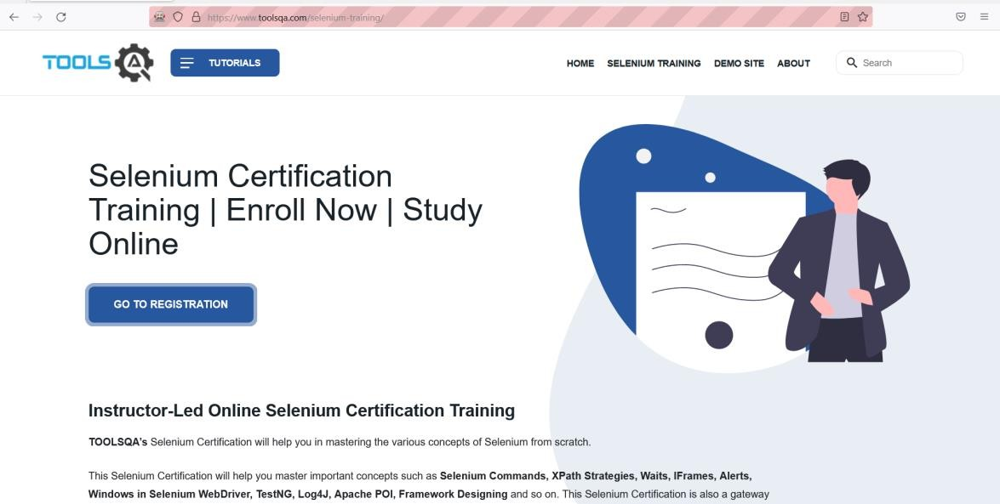 https://www.toolsqa.com/selenium-training/
TOOLS QA
TUTORIALS
HOME
SELENIUM TRAINING
DEMO SITE
ABOUT
Search
Selenium Certification
Training | Enroll Now | Study
Online
GO TO REGISTRATION
Instructor-Led Online Selenium Certification Training
TOOLSQA's Selenium Certification will help you in mastering the various concepts of Selenium from scratch.
This Selenium Certification will help you master important concepts such as Selenium Commands, XPath Strategies, Waits, IFrames, Alerts,
Windows in Selenium WebDriver, TestNG, Log4J, Apache POI, Framework Designing and so on. This Selenium Certification is also a gateway